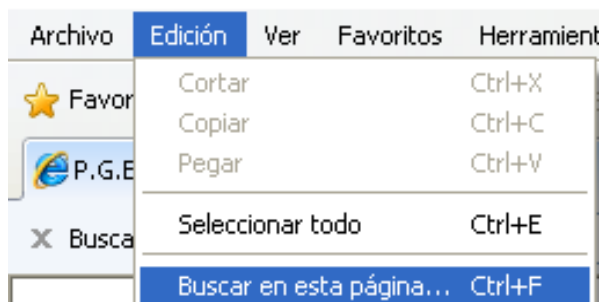 Archivo Edición Ver Favoritos Herramient
Cortar Ctrl+X
Favor
Copiar Ctrl+C
P.G.E
Pegar Ctrl+V
Seleccionar todo Ctrl+E
Busca
Buscar en esta página... Ctrl+F